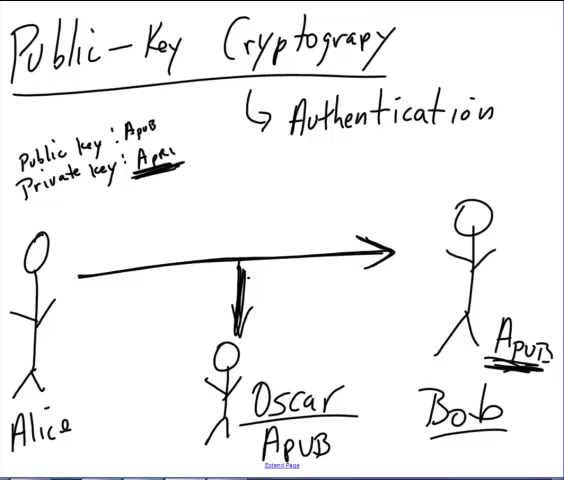 Public-Key Cryptograpy
↳ Authentication
Public key: APUB
Private key: APRI
APUB
Alice
Oscar
APUB
Bob
Extend Page